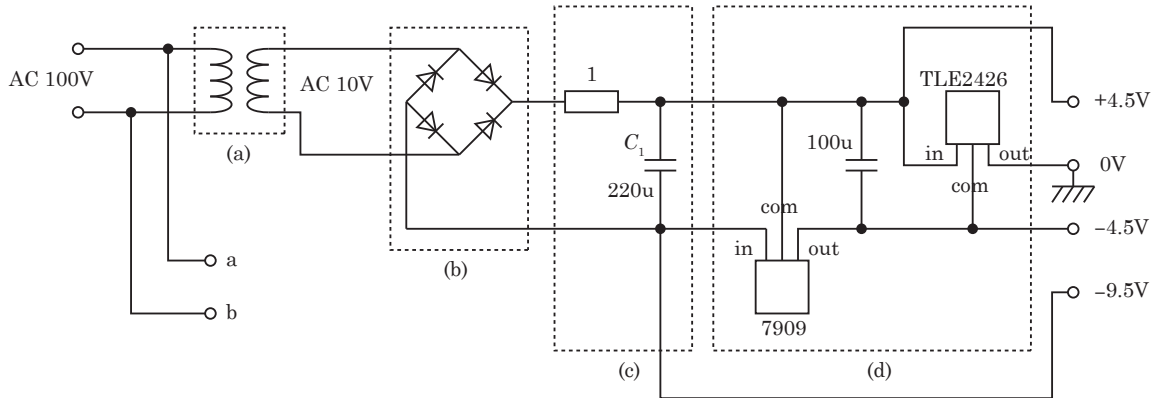 AC 100V
(a)
AC 10V
(b)
1
C1
220u
(c)
TLE2426
+4.5V
100u
in
out
0V
com
com
−4.5V
in
out
7909
−9.5V
(d)
a
b